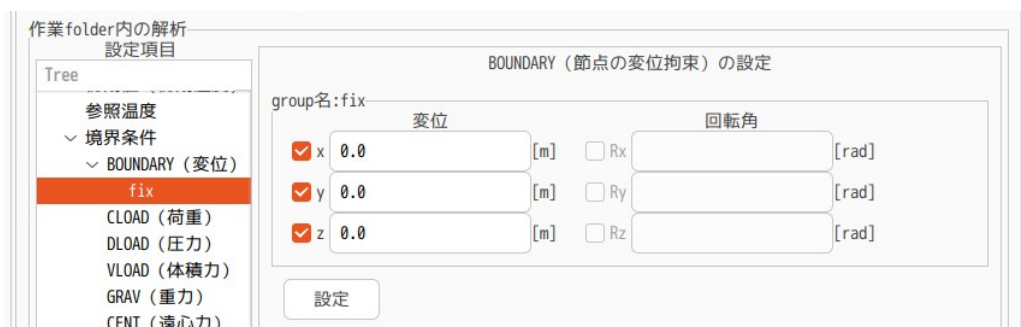 作業folder内の解析
設定項目
Tree
参照温度
境界条件
BOUNDARY（変位）
fix
CLOAD（荷重）
DLOAD（圧力）
VLOAD（体積力）
GRAV（重力）
CENT（遠心力）
BOUNDARY（節点の変位拘束）の設定
group名:fix
変位 回転角
x 0.0 [m] Rx [rad]
y 0.0 [m] Ry [rad]
z 0.0 [m] Rz [rad]
設定